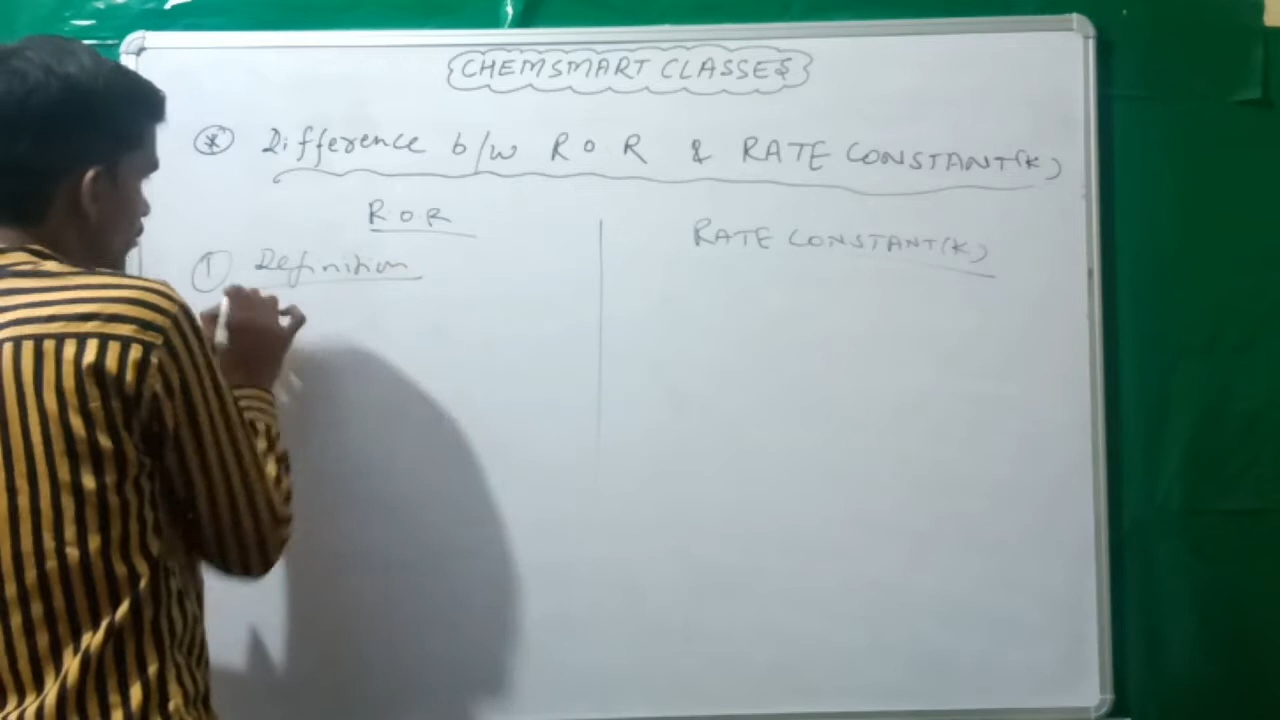 CHEMSMART CLASSES
* Difference b/w R O R & RATE CONSTANT(K)
R O R
RATE CONSTANT(K)
1 Definition